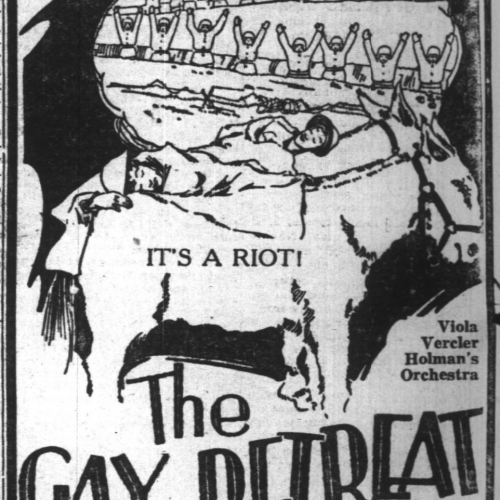 IT'S A RIOT!
Viola
Vercler
Holman's
Orchestra
The
GAY RETREAT